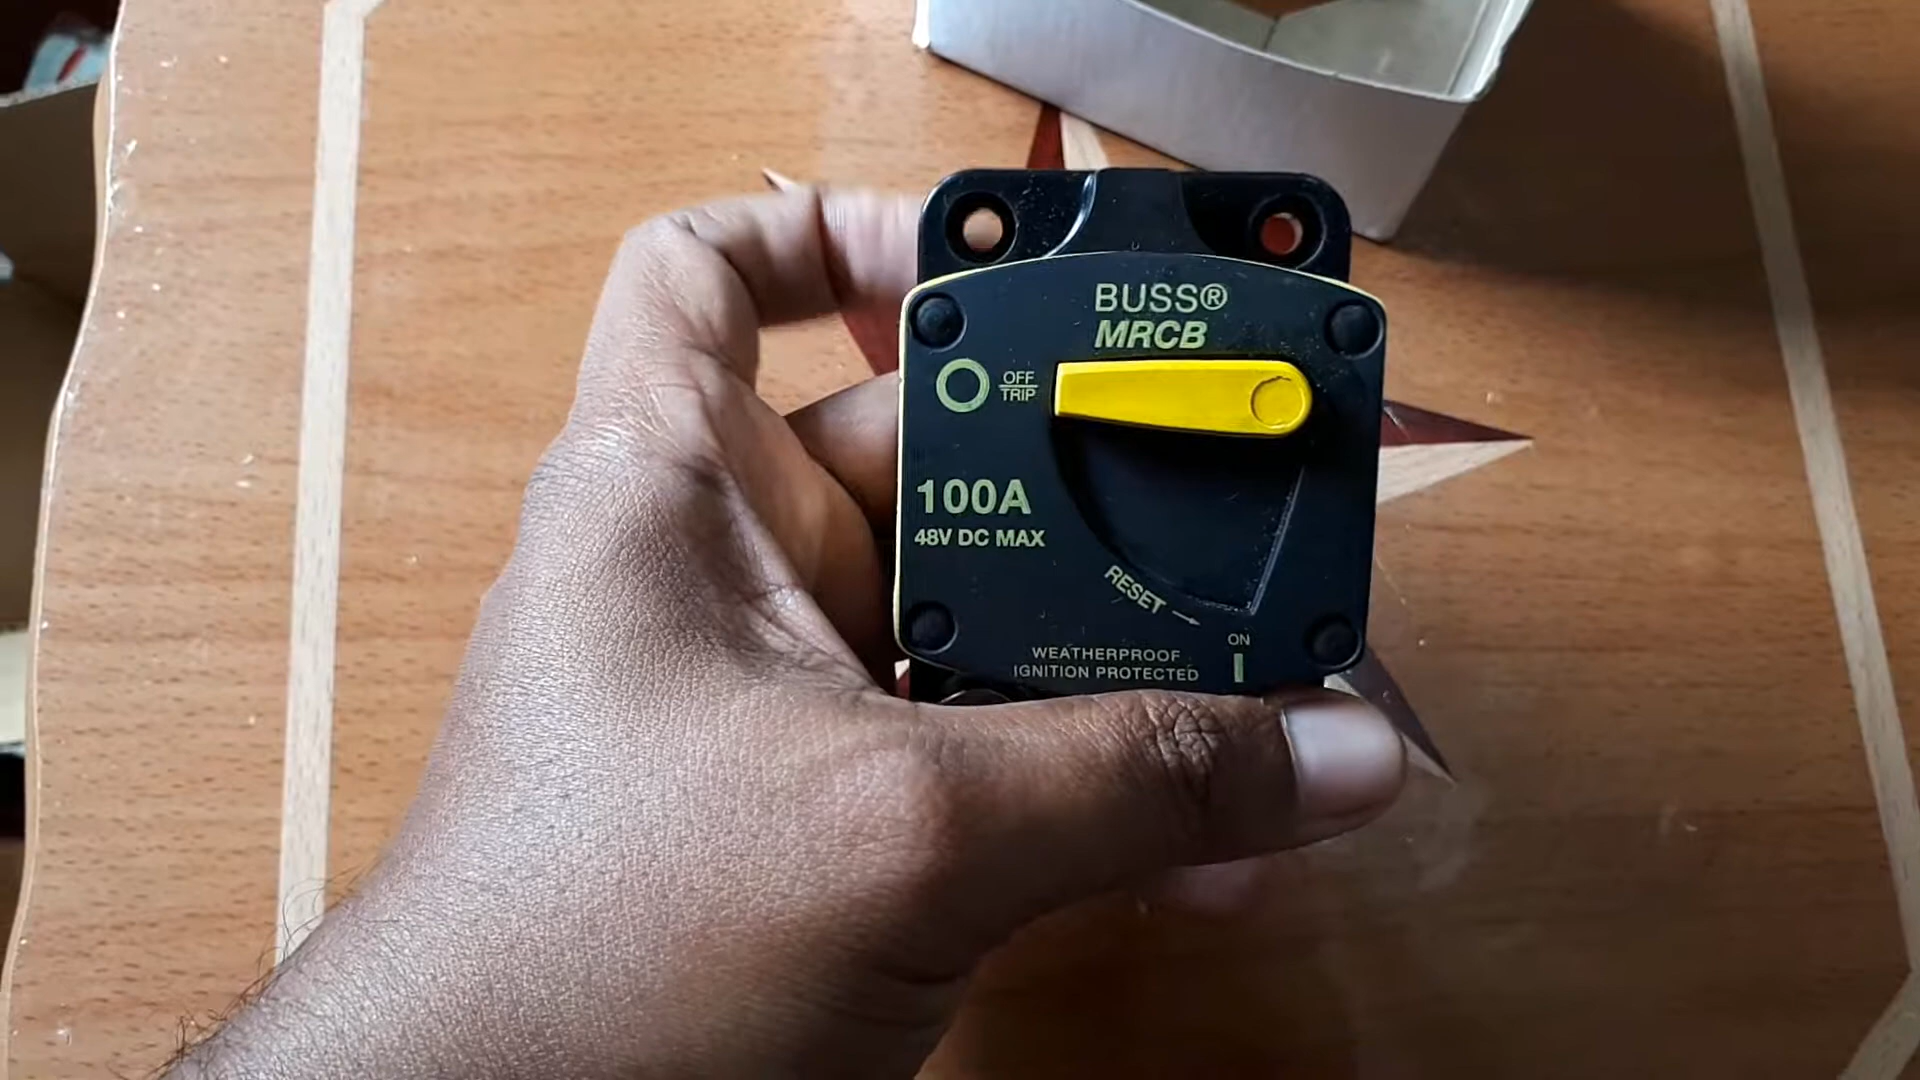 BUSS®
MRCB
OFF
TRIP
100A
48V DC MAX
RESET
ON
WEATHERPROOF
IGNITION PROTECTED